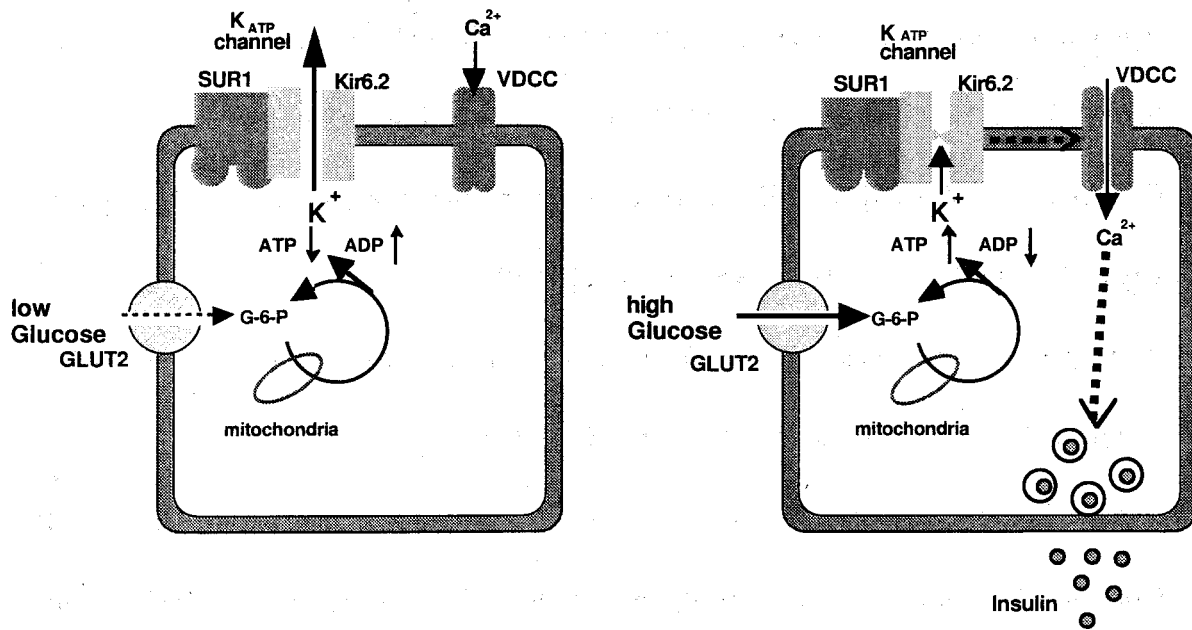 K ATP
channel
Ca2+
SUR1
Kir6.2
VDCC
K+
ATP
ADP
low
Glucose
GLUT2
G-6-P
mitochondria
K ATP
channel
SUR1
Kir6.2
VDCC
K+
ATP
ADP
Ca2+
high
Glucose
GLUT2
G-6-P
mitochondria
Insulin